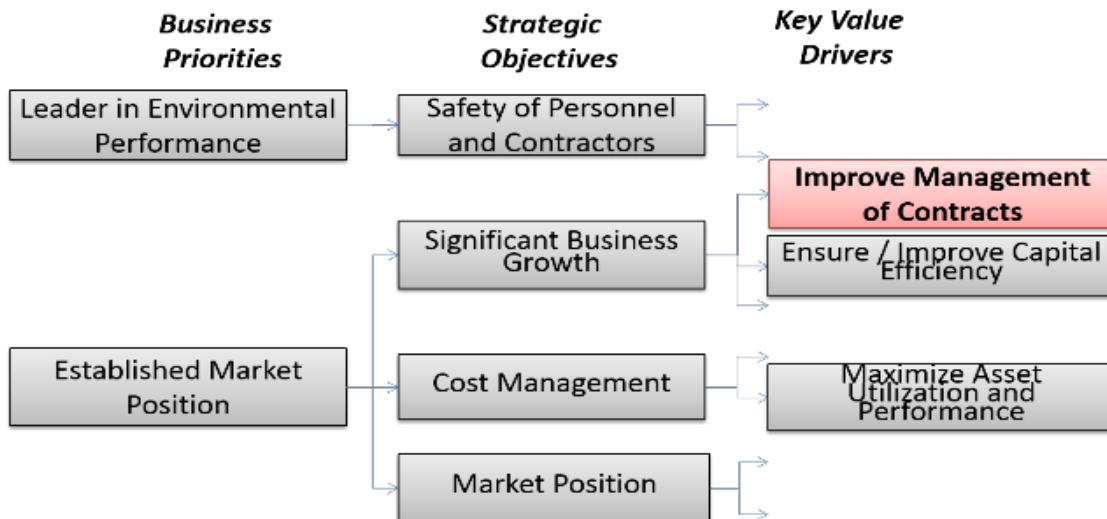 Business
Priorities
Strategic
Objectives
Key Value
Drivers
Leader in Environmental
Performance
Safety of Personnel
and Contractors
Improve Management
of Contracts
Significant Business
Growth
Ensure / Improve Capital
Efficiency
Established Market
Position
Cost Management
Maximize Asset
Utilization and
Performance
Market Position